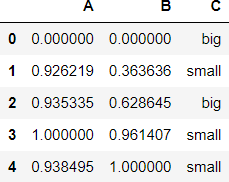 A B C
0 0.000000 0.000000 big
1 0.926219 0.363636 small
2 0.935335 0.628645 big
3 1.000000 0.961407 small
4 0.938495 1.000000 small